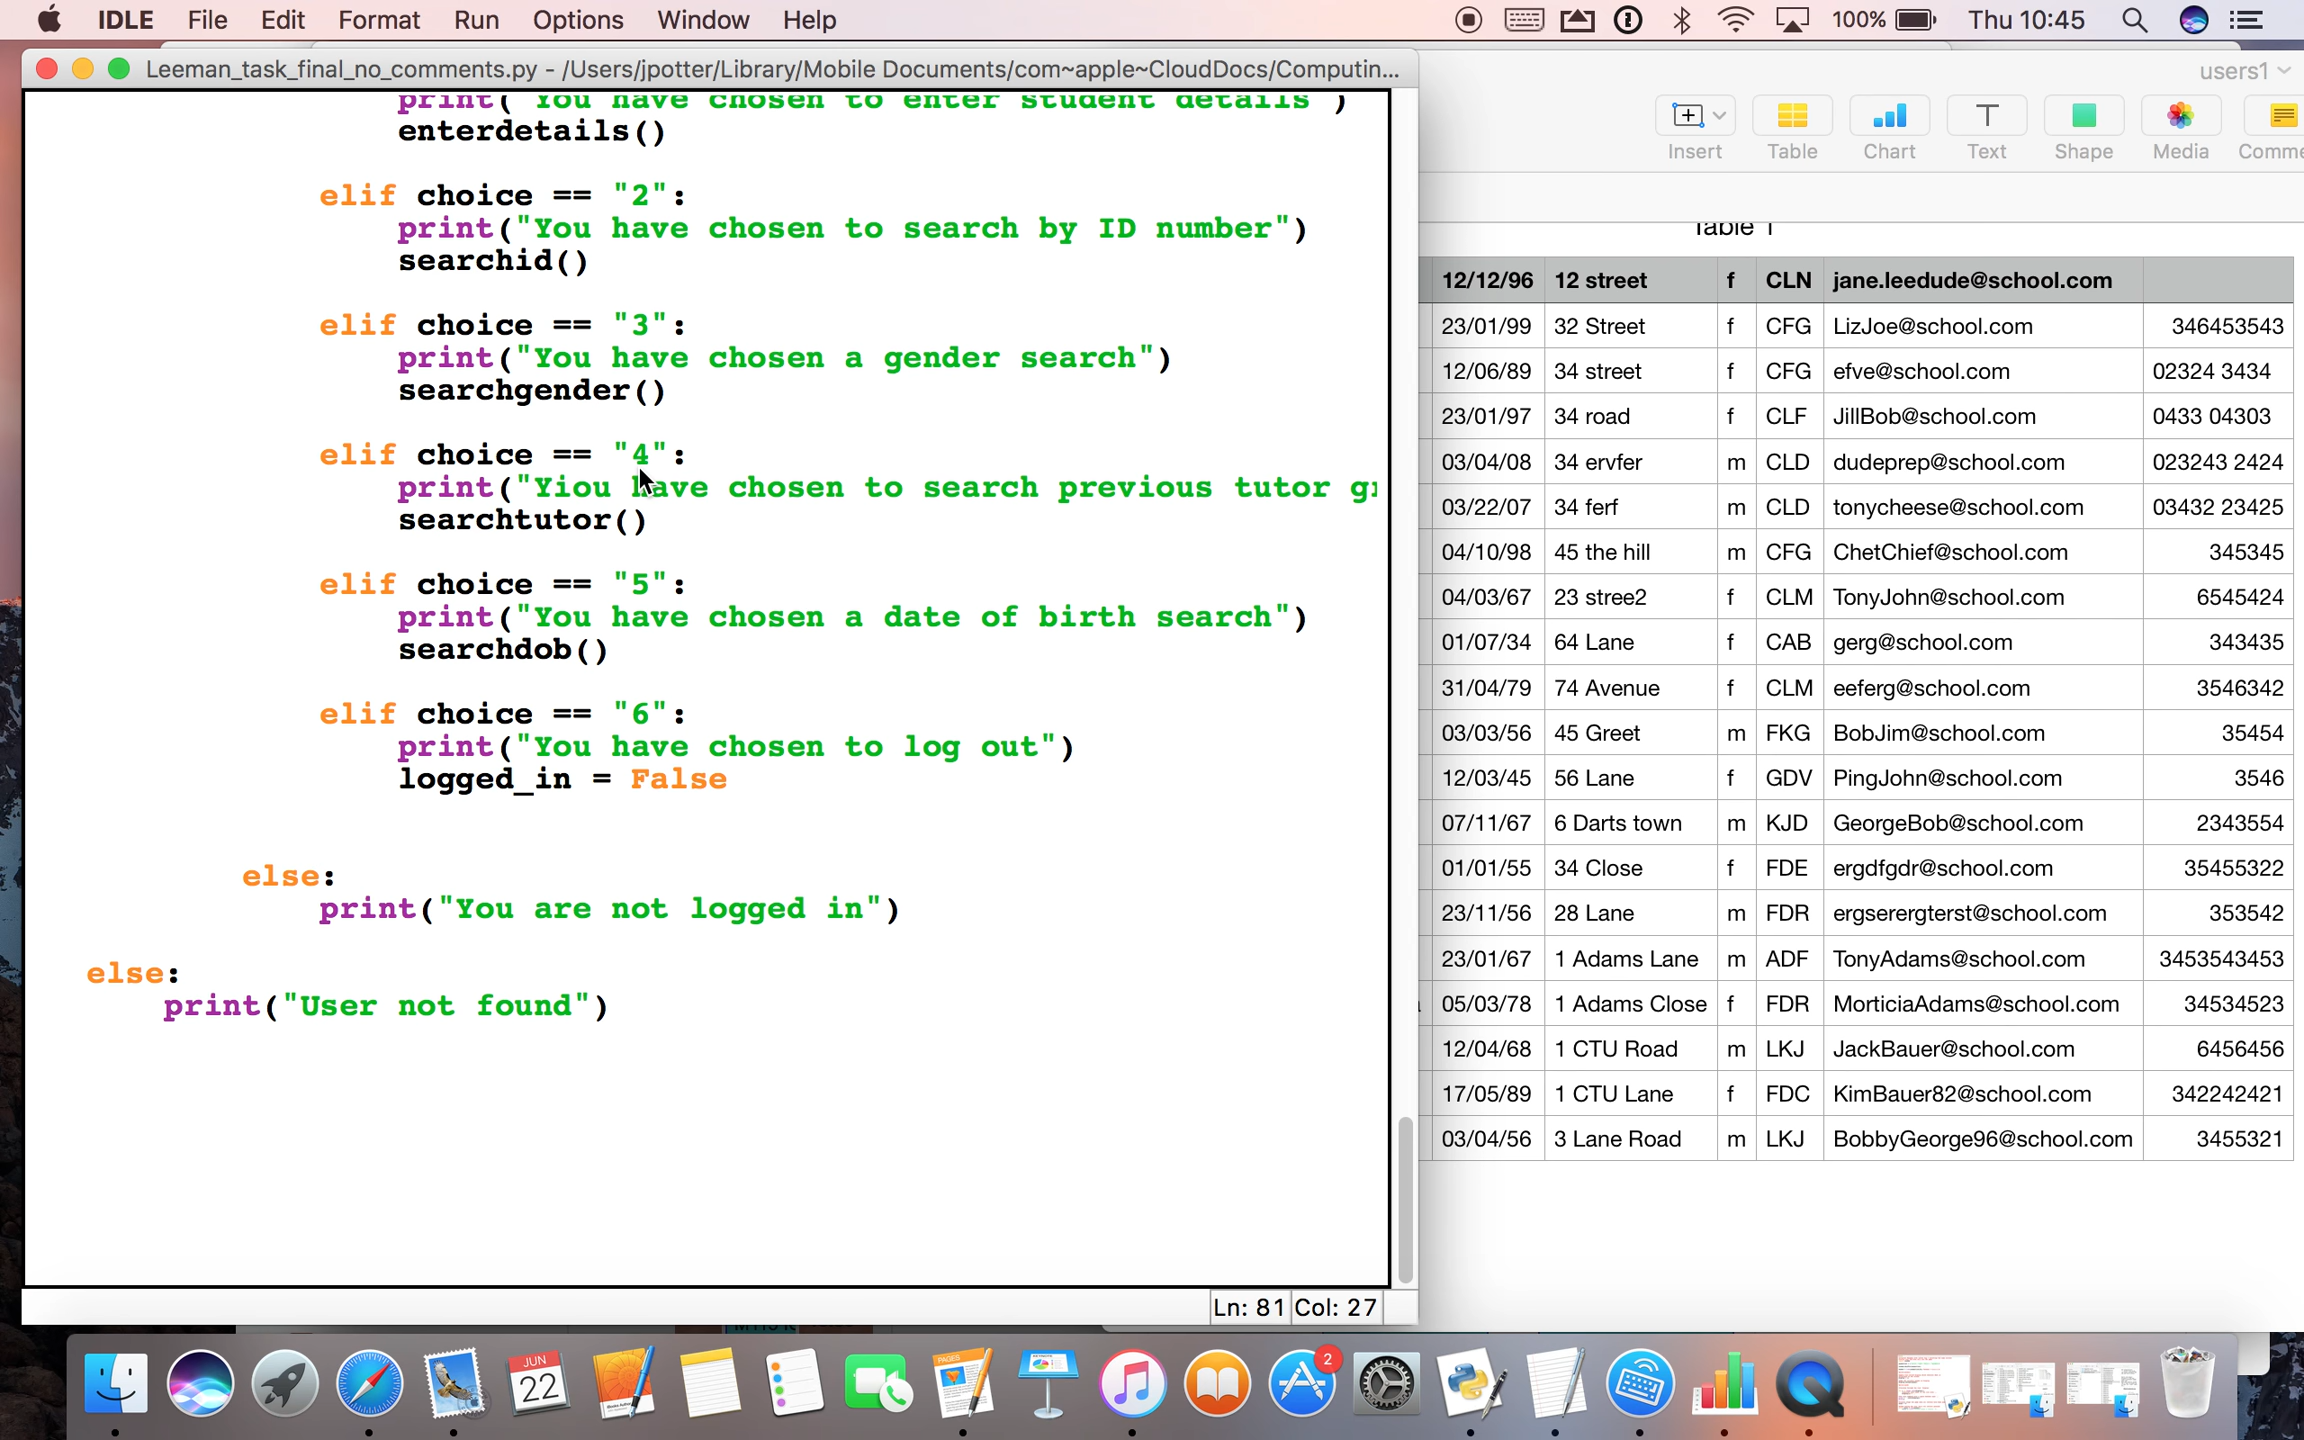 IDLE File Edit Format Run Options Window Help 100% Thu 10:45
Leeman_task_final_no_comments.py - /Users/jpotter/Library/Mobile Documents/com~apple~CloudDocs/Computin...
print("You have chosen to enter student details")
enterdetails()
elif choice == "2":
print("You have chosen to search by ID number")
searchid()
elif choice == "3":
print("You have chosen a gender search")
searchgender()
elif choice == "4":
print("Yiou have chosen to search previous tutor gr
searchtutor()
elif choice == "5":
print("You have chosen a date of birth search")
searchdob()
elif choice == "6":
print("You have chosen to log out")
logged_in = False
else:
print("You are not logged in")
else:
print("User not found")
Ln: 81 Col: 27
users1
Insert Table Chart Text Shape Media Comme
Table 1
12/12/96 12 street f CLN jane.leedude@school.com
23/01/99 32 Street f CFG LizJoe@school.com 346453543
12/06/89 34 street f CFG efve@school.com 02324 3434
23/01/97 34 road f CLF JillBob@school.com 0433 04303
03/04/08 34 ervfer m CLD dudeprep@school.com 023243 2424
03/22/07 34 ferf m CLD tonycheese@school.com 03432 23425
04/10/98 45 the hill m CFG ChetChief@school.com 345345
04/03/67 23 stree2 f CLM TonyJohn@school.com 6545424
01/07/34 64 Lane f CAB gerg@school.com 343435
31/04/79 74 Avenue f CLM eeferg@school.com 3546342
03/03/56 45 Greet m FKG BobJim@school.com 35454
12/03/45 56 Lane f GDV PingJohn@school.com 3546
07/11/67 6 Darts town m KJD GeorgeBob@school.com 2343554
01/01/55 34 Close f FDE ergdfgdr@school.com 35455322
23/11/56 28 Lane m FDR ergserergterst@school.com 353542
23/01/67 1 Adams Lane m ADF TonyAdams@school.com 3453543453
05/03/78 1 Adams Close f FDR MorticiaAdams@school.com 34534523
12/04/68 1 CTU Road m LKJ JackBauer@school.com 6456456
17/05/89 1 CTU Lane f FDC KimBauer82@school.com 342242421
03/04/56 3 Lane Road m LKJ BobbyGeorge96@school.com 3455321
JUN
22
PAGES
2